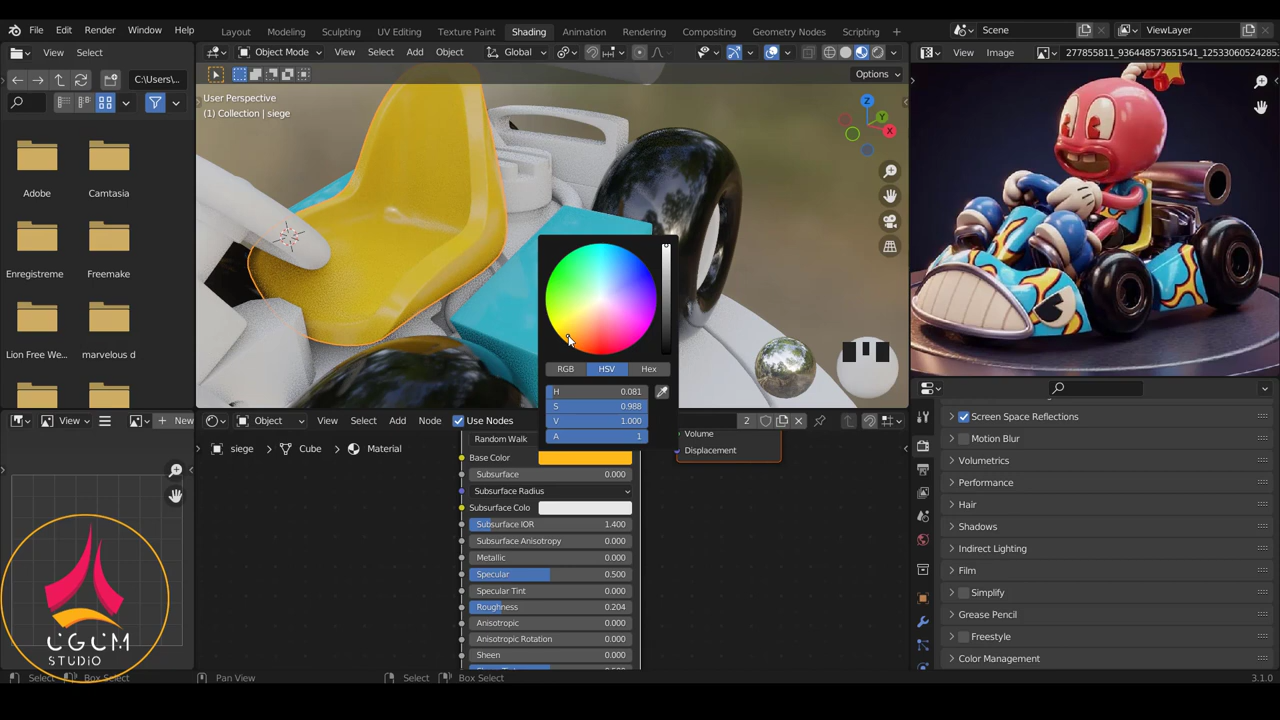 File Edit Render Window Help
Layout Modeling Sculpting UV Editing Texture Paint Shading Animation Rendering Compositing Geometry Nodes Scripting
Scene
ViewLayer
View Select
Object Mode View Select Add Object
Global
View Image
277855811_936448573651541_12533060524285
C:\Users\...
Options
User Perspective
(1) Collection | siege
Z
Y
X
Adobe
Camtasia
Enregistreme
Freemake
Lion Free We...
marvelous d
RGB HSV Hex
H 0.081
S 0.988
V 1.000
A 1
View
New
Object View Select Add Node Use Nodes
2
siege Cube Material
Random Walk
Base Color
Subsurface 0.000
Subsurface Radius
Subsurface Colo
Subsurface IOR 1.400
Subsurface Anisotropy 0.000
Metallic 0.000
Specular 0.500
Specular Tint 0.000
Roughness 0.204
Anisotropic 0.000
Anisotropic Rotation 0.000
Sheen 0.000
Volume
Displacement
Screen Space Reflections
Motion Blur
Volumetrics
Performance
Hair
Shadows
Indirect Lighting
Film
Simplify
Grease Pencil
Freestyle
Color Management
CGCM
STUDIO
Select Box Select Pan View Select Box Select 3.1.0